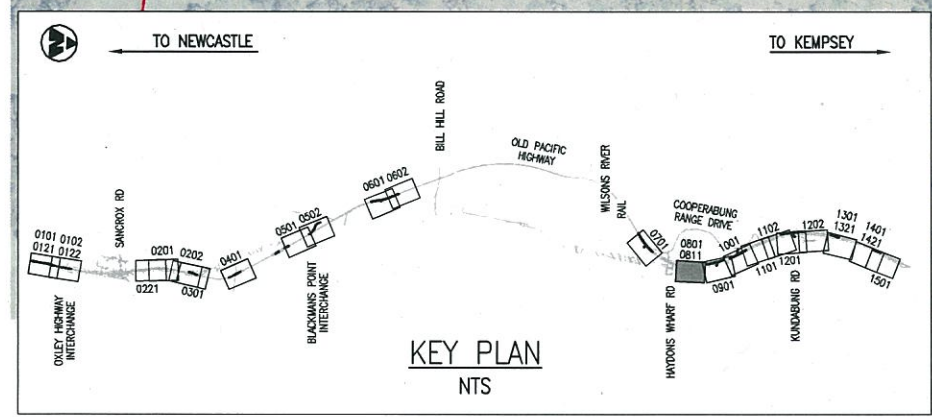 TO NEWCASTLE
TO KEMPSEY
0101 0102
0121 0122
OXLEY HIGHWAY
INTERCHANGE
SANCROX RD
0201
0221
0202
0301
0401
0501
0502
BLACKMANS POINT
INTERCHANGE
0601 0602
BILL HILL ROAD
OLD PACIFIC
HIGHWAY
WILSONS RIVER
RAIL
0701
COOPERABUNG
RANGE DRIVE
0801
0811
HAYDONS WHARF RD
0901
1001
1101
1102
1201
KUNDABUNG RD
1202
1301
1321
1401
1421
1501
KEY PLAN
NTS